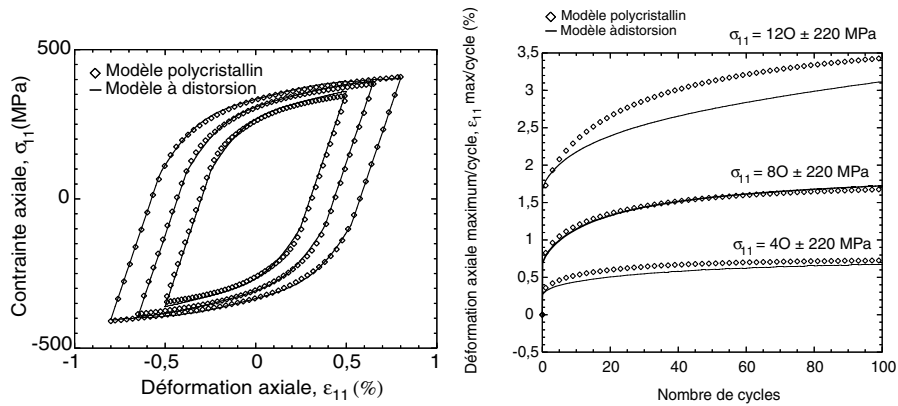 500
Modèle polycristallin
Modèle à distorsion
Contrainte axiale, σ11(MPa)
0
-500
-1
-0,5
0
0,5
1
Déformation axiale, ε11 (%)
Modèle polycristallin
Modèle àdistorsion
σ11 = 12O ± 220 MPa
σ11 = 8O ± 220 MPa
σ11 = 4O ± 220 MPa
Déformation axiale maximum/cycle, ε11 max/cycle (%)
3,5
3
2,5
2
1,5
1
0,5
0
-0,5
0
20
40
60
80
100
Nombre de cycles